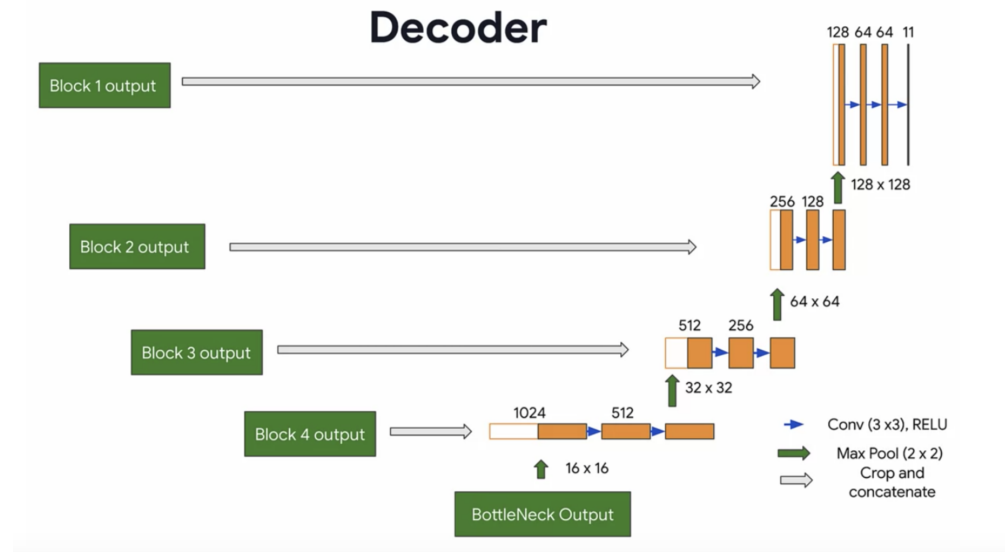 Decoder
128 64 64 11
Block 1 output
128 x 128
256 128
Block 2 output
64 x 64
512 256
Block 3 output
32 x 32
1024 512
Block 4 output
16 x 16
BottleNeck Output
Conv (3 x3), RELU
Max Pool (2 x 2)
Crop and
concatenate